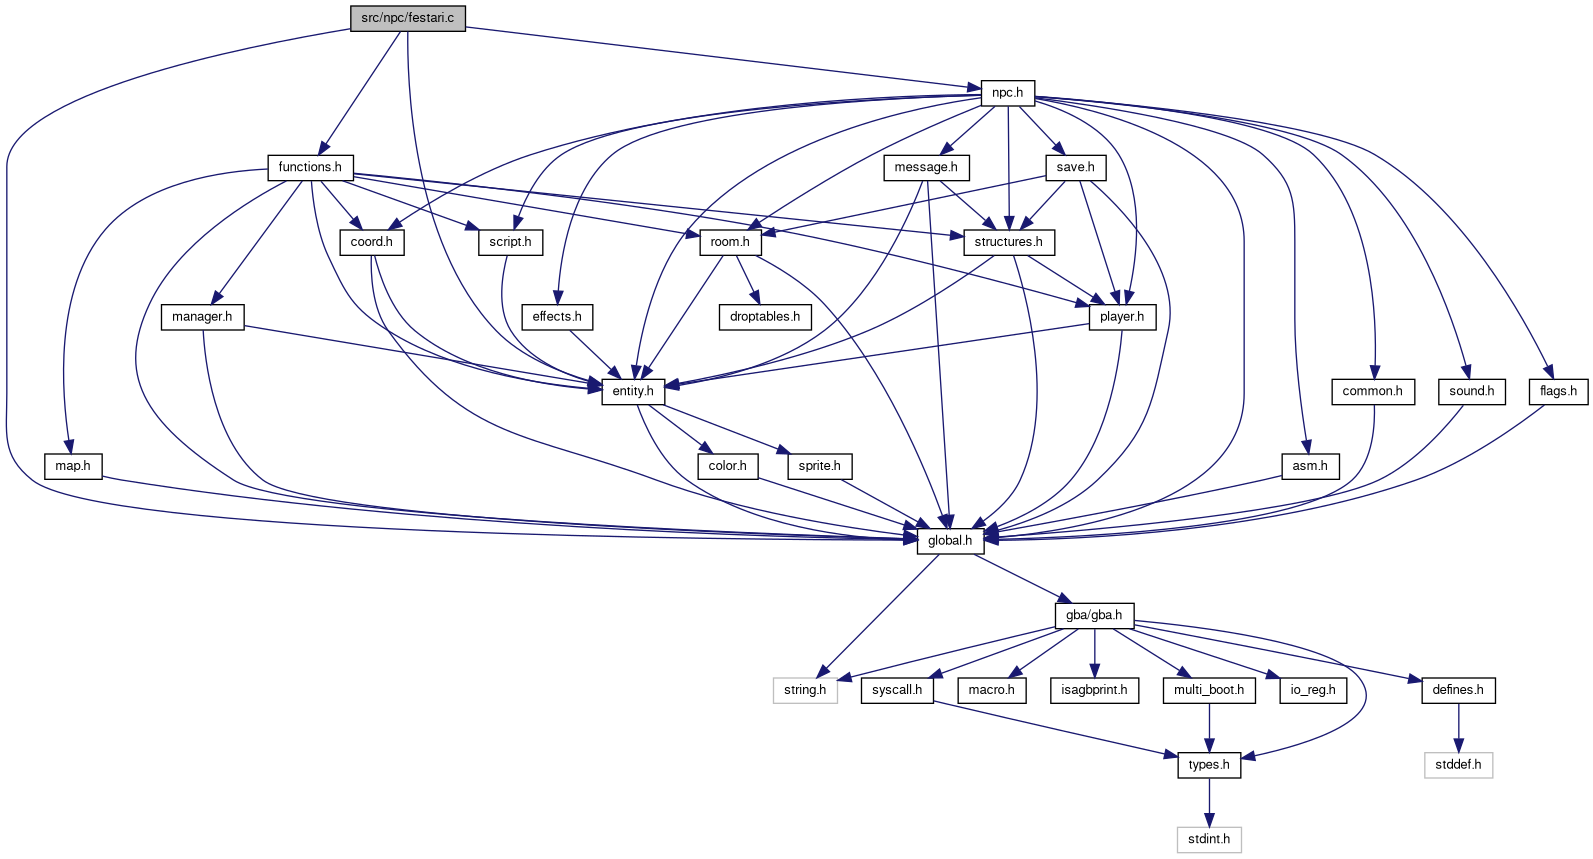 src/npc/festari.c
npc.h
functions.h
message.h
save.h
coord.h
script.h
room.h
structures.h
manager.h
effects.h
droptables.h
player.h
entity.h
common.h
sound.h
flags.h
map.h
color.h
sprite.h
asm.h
global.h
gba/gba.h
string.h
syscall.h
macro.h
isagbprint.h
multi_boot.h
io_reg.h
defines.h
types.h
stddef.h
stdint.h